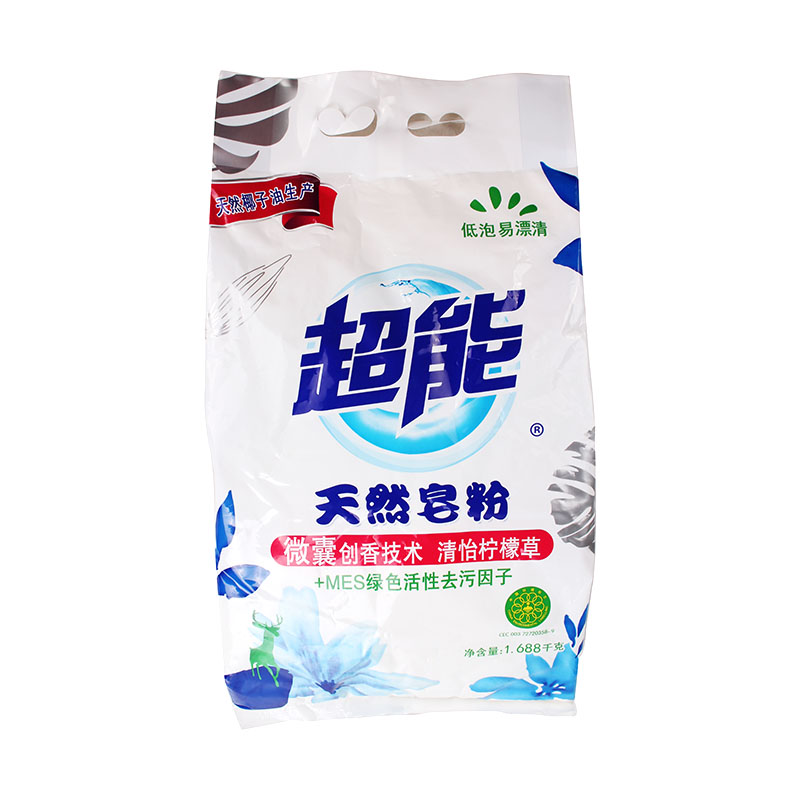 天然椰子油生产
低泡易漂清
超能
®
天然皂粉
微囊创香技术 清怡柠檬草
+MES绿色活性去污因子
净含量:1.688千克